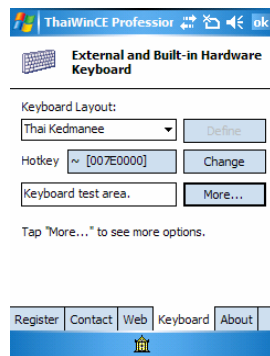 ThaiWinCE Professior ok
External and Built-in Hardware
Keyboard
Keyboard Layout:
Thai Kedmanee Define
Hotkey ~ [007E0000] Change
Keyboard test area. More...
Tap "More..." to see more options.
Register Contact Web Keyboard About